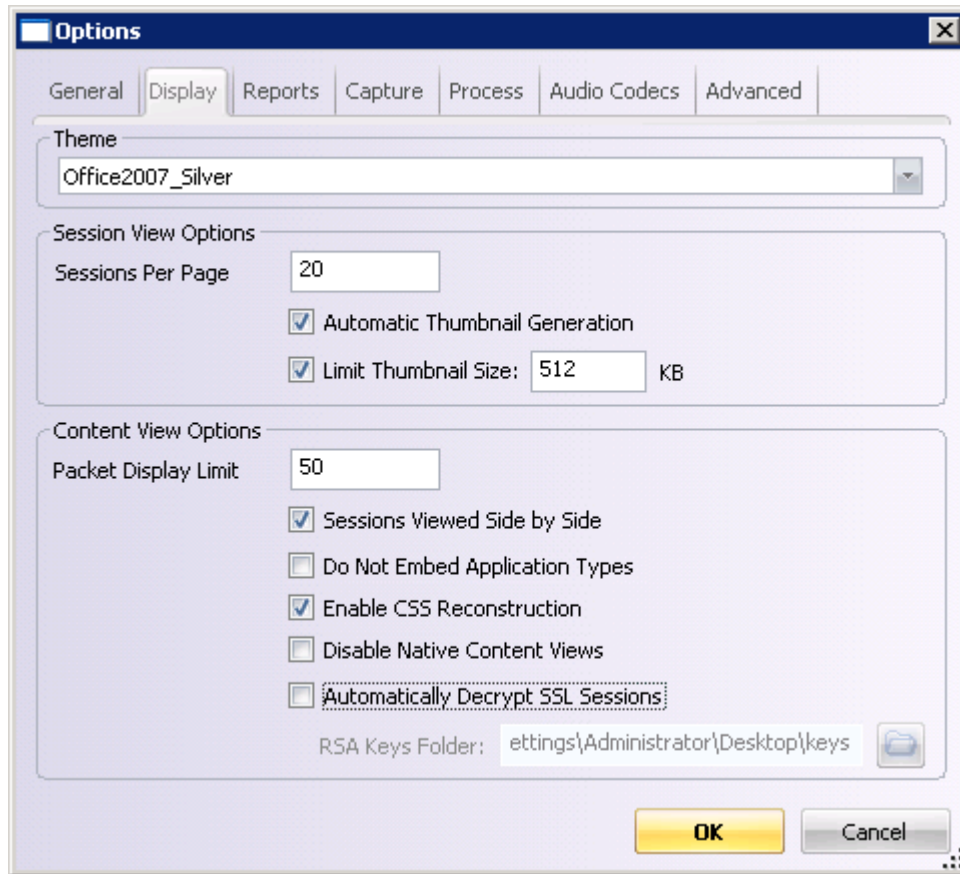 Options
General Display Reports Capture Process Audio Codecs Advanced
Theme
Office2007_Silver
Session View Options
Sessions Per Page 20
Automatic Thumbnail Generation
Limit Thumbnail Size: 512 KB
Content View Options
Packet Display Limit 50
Sessions Viewed Side by Side
Do Not Embed Application Types
Enable CSS Reconstruction
Disable Native Content Views
Automatically Decrypt SSL Sessions
RSA Keys Folder: ettings\Administrator\Desktop\keys
OK Cancel